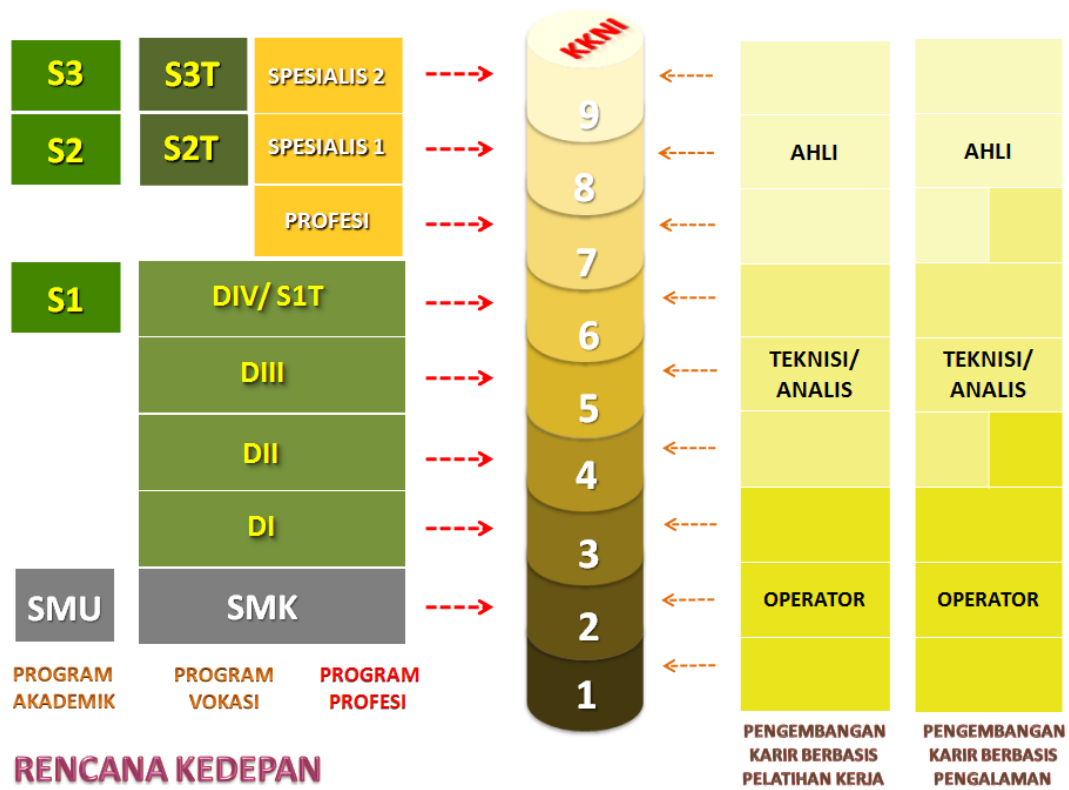 KKNI
S3
S3T
SPESIALIS 2
9
S2
S2T
SPESIALIS 1
8
AHLI
AHLI
PROFESI
7
S1
DIV/ S1T
6
DIII
5
TEKNISI/
ANALIS
TEKNISI/
ANALIS
DII
4
DI
3
SMU
SMK
2
OPERATOR
OPERATOR
1
PROGRAM
AKADEMIK
PROGRAM
VOKASI
PROGRAM
PROFESI
PENGEMBANGAN
KARIR BERBASIS
PELATIHAN KERJA
PENGEMBANGAN
KARIR BERBASIS
PENGALAMAN
RENCANA KEDEPAN